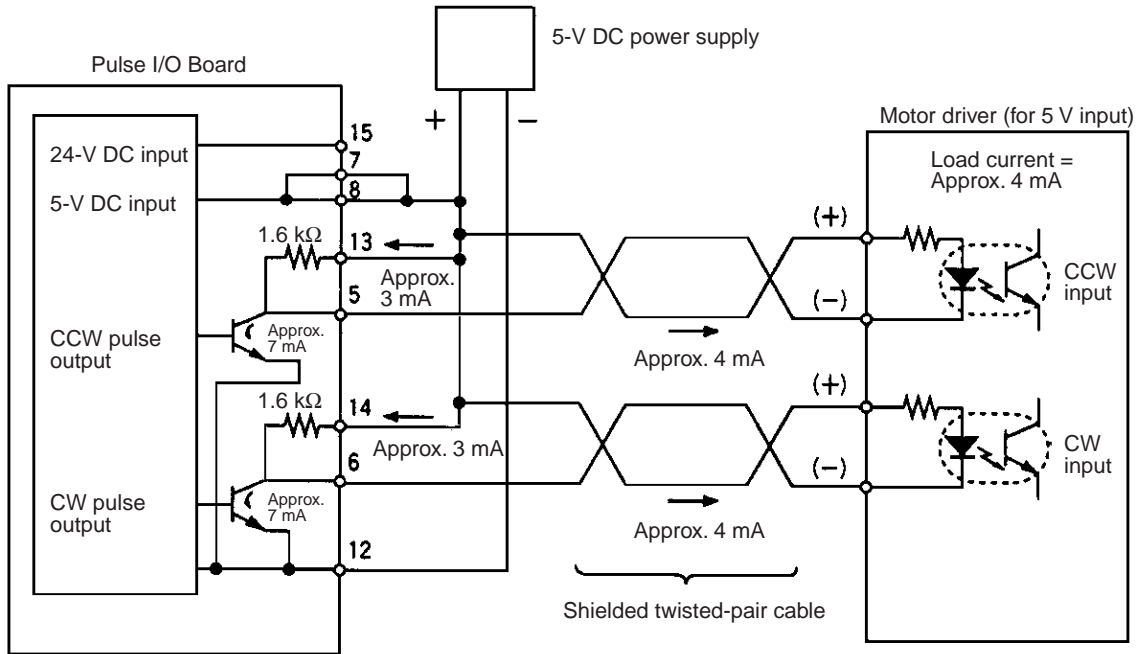 5-V DC power supply
Pulse I/O Board
+
−
Motor driver (for 5 V input)
15
24-V DC input
7
Load current =
Approx. 4 mA
8
5-V DC input
1.6 kΩ
13
(+)
Approx.
3 mA
CCW
input
5
(−)
CCW pulse
output
Approx.
7 mA
Approx. 4 mA
1.6 kΩ
14
(+)
Approx. 3 mA
6
CW
input
(−)
CW pulse
output
Approx.
7 mA
Approx. 4 mA
12
Shielded twisted-pair cable